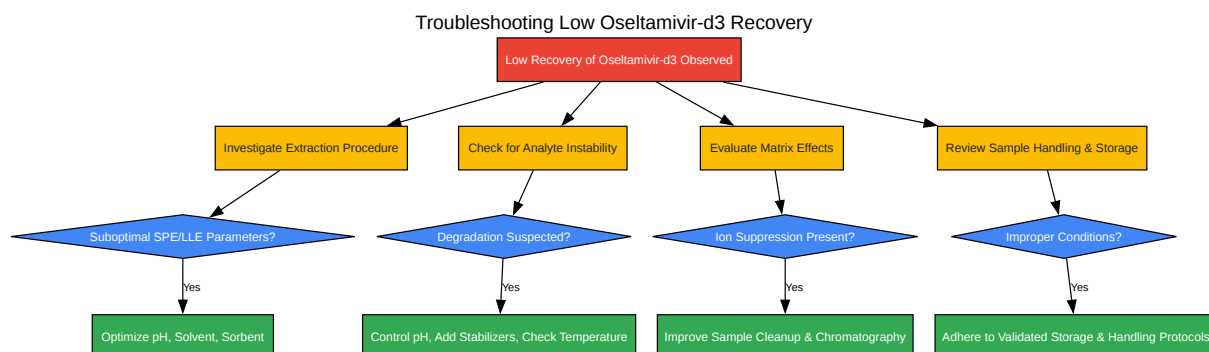 Troubleshooting Low Oseltamivir-d3 Recovery
Low Recovery of Oseltamivir-d3 Observed
Investigate Extraction Procedure
Check for Analyte Instability
Evaluate Matrix Effects
Review Sample Handling & Storage
Suboptimal SPE/LLE Parameters?
Degradation Suspected?
Ion Suppression Present?
Improper Conditions?
Yes
Yes
Yes
Yes
Optimize pH, Solvent, Sorbent
Control pH, Add Stabilizers, Check Temperature
Improve Sample Cleanup & Chromatography
Adhere to Validated Storage & Handling Protocols